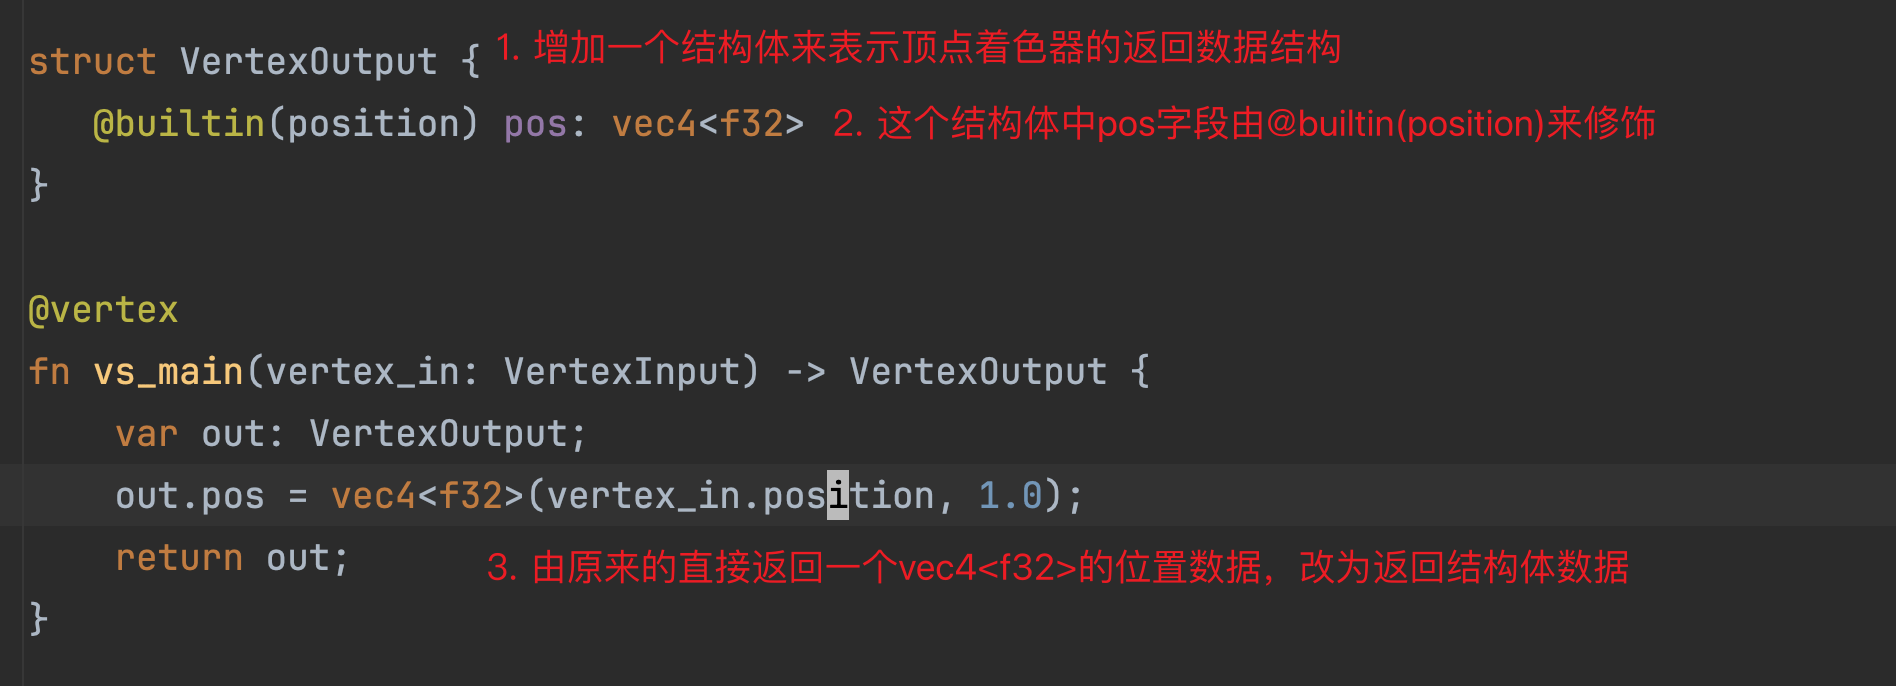 struct VertexOutput { 1. 增加一个结构体来表示顶点着色器的返回数据结构
@builtin(position) pos: vec4<f32> 2. 这个结构体中pos字段由@builtin(position)来修饰
}
@vertex
fn vs_main(vertex_in: VertexInput) -> VertexOutput {
var out: VertexOutput;
out.pos = vec4<f32>(vertex_in.position, 1.0);
return out; 3. 由原来的直接返回一个vec4<f32>的位置数据，改为返回结构体数据
}